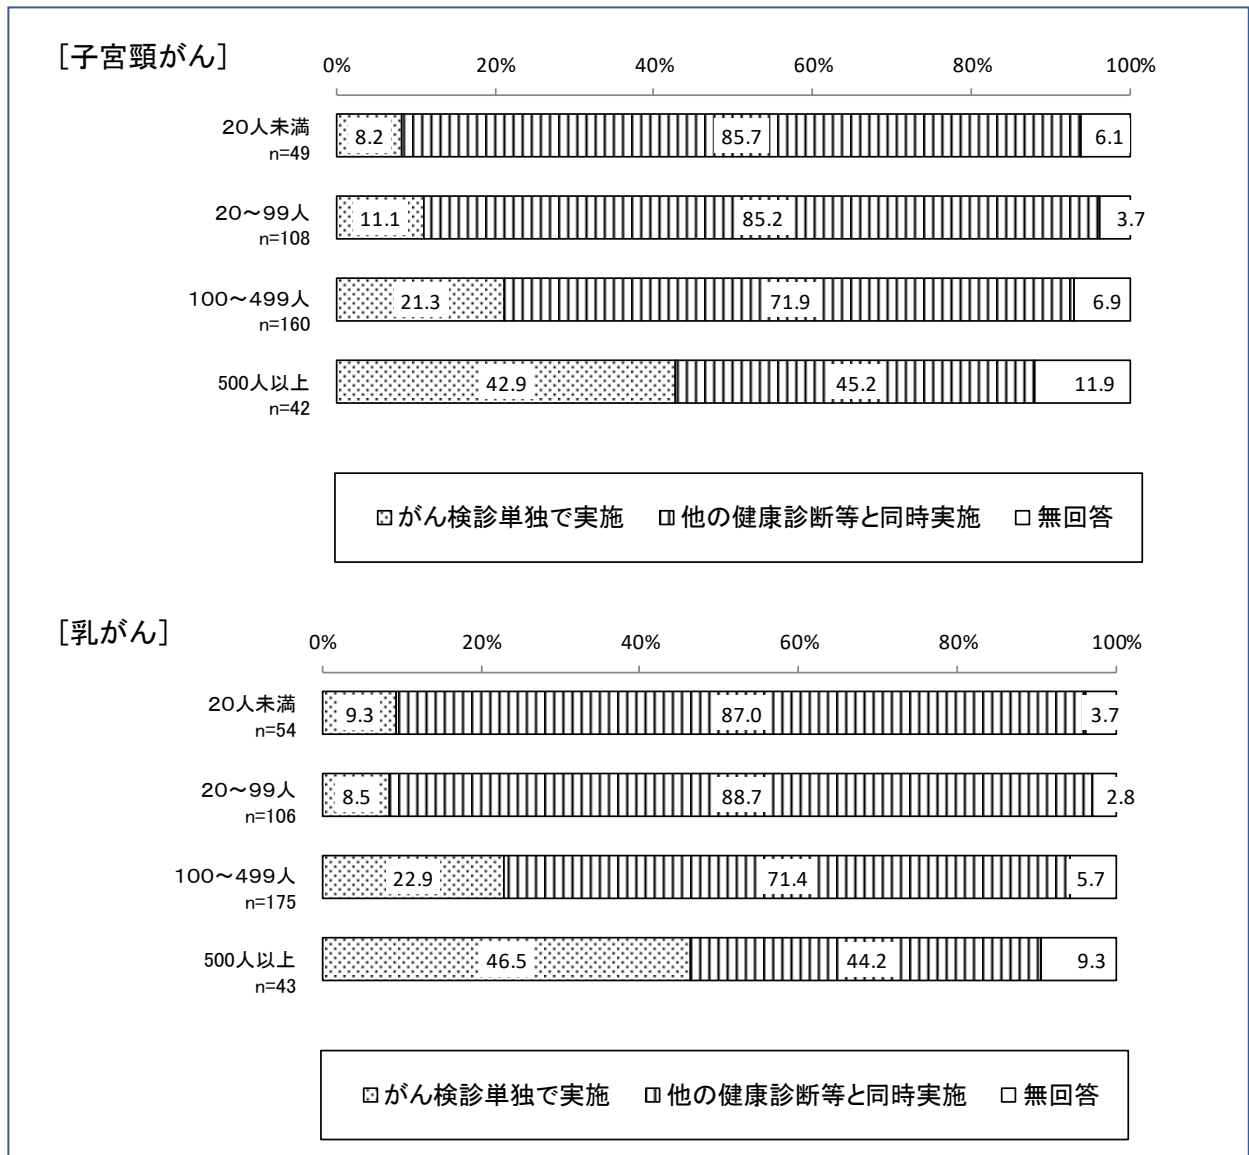 [子宮頸がん]
0% 20% 40% 60% 80% 100%
20人未満
n=49
8.2 85.7 6.1
20～99人
n=108
11.1 85.2 3.7
100～499人
n=160
21.3 71.9 6.9
500人以上
n=42
42.9 45.2 11.9
がん検診単独で実施 他の健康診断等と同時実施 無回答
[乳がん]
0% 20% 40% 60% 80% 100%
20人未満
n=54
9.3 87.0 3.7
20～99人
n=106
8.5 88.7 2.8
100～499人
n=175
22.9 71.4 5.7
500人以上
n=43
46.5 44.2 9.3
がん検診単独で実施 他の健康診断等と同時実施 無回答